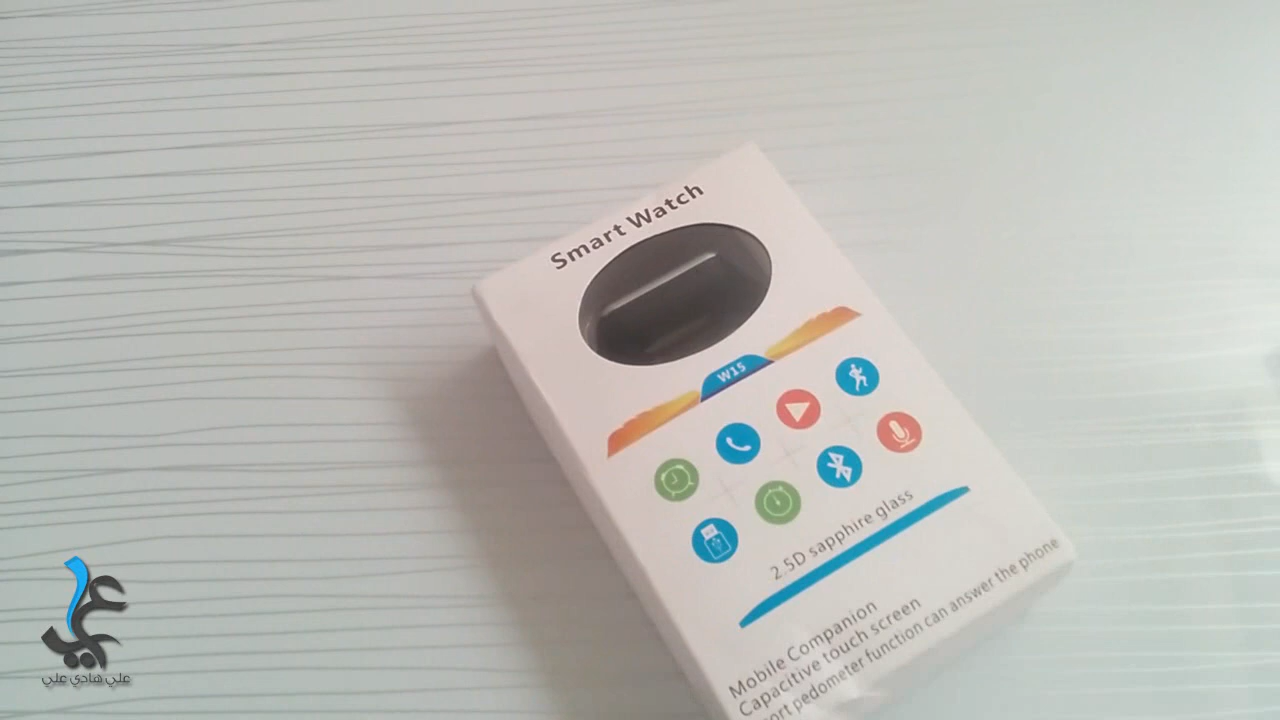 Smart Watch
W15
2.5D sapphire glass
Mobile Companion
Capacitive touch screen
pedometer function can answer the phone
علي هادي علي